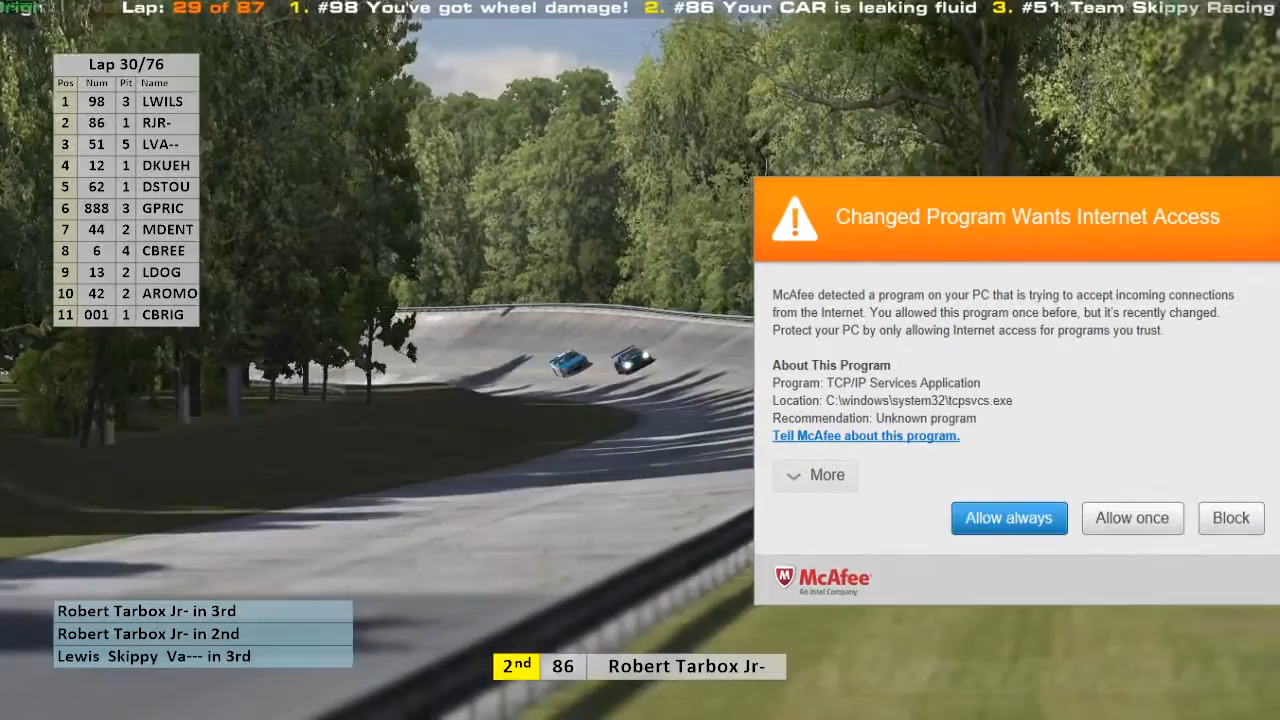 Lap: 29 of 87 1. #98 You've got wheel damage! 2. #86 Your CAR is leaking fluid 3. #51 Team Skippy Racing
Lap 30/76
Pos Num Pit Name
1 98 3 LWILS
2 86 1 RJR-
3 51 5 LVA--
4 12 1 DKUEH
5 62 1 DSTOU
6 888 3 GPRIC
7 44 2 MDENT
8 6 4 CBREE
9 13 2 LDOG
10 42 2 AROMO
11 001 1 CBRIG
Changed Program Wants Internet Access
McAfee detected a program on your PC that is trying to accept incoming connections
from the Internet. You allowed this program once before, but it's recently changed.
Protect your PC by only allowing Internet access for programs you trust.
About This Program
Program: TCP/IP Services Application
Location: C:\windows\system32\tcpsvcs.exe
Recommendation: Unknown program
Tell McAfee about this program.
More
Allow always Allow once Block
McAfee
An Intel Company
Robert Tarbox Jr- in 3rd
Robert Tarbox Jr- in 2nd
Lewis Skippy Va--- in 3rd
2nd 86 Robert Tarbox Jr-